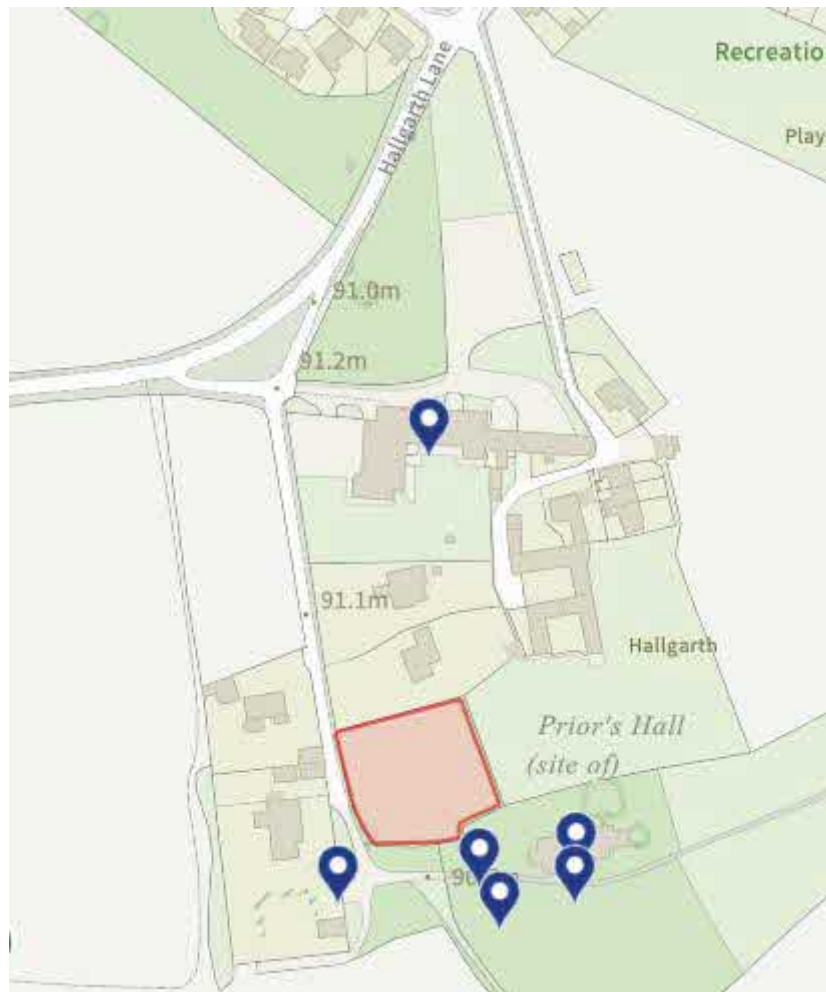 Recreatio
Hallgarth Lane
Play
91.0m
91.2m
91.1m
Hallgarth
Prior's Hall
(site of)